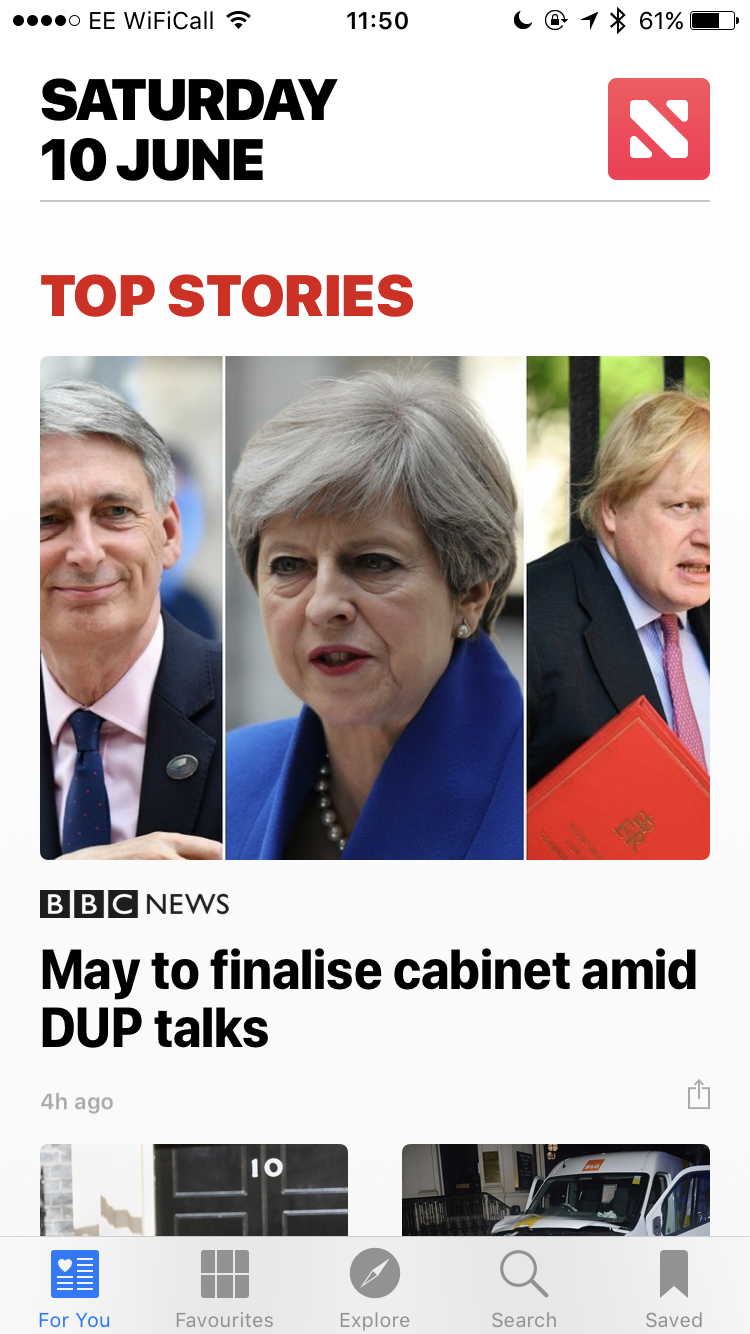 EE WiFiCall 11:50 61%
SATURDAY
10 JUNE
TOP STORIES
BBC NEWS
May to finalise cabinet amid
DUP talks
4h ago
10
For You Favourites Explore Search Saved